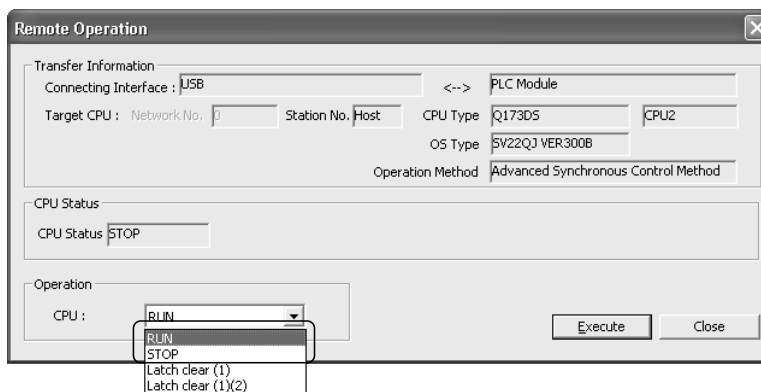 Remote Operation
Transfer Information
Connecting Interface : USB <--> PLC Module
Target CPU : Network No. 0 Station No. Host CPU Type Q173DS CPU2
OS Type SV22QJ VER300B
Operation Method Advanced Synchronous Control Method
CPU Status
CPU Status STOP
Operation
CPU : RUN
RUN
STOP
Latch clear (1)
Latch clear (1)(2)
Execute Close